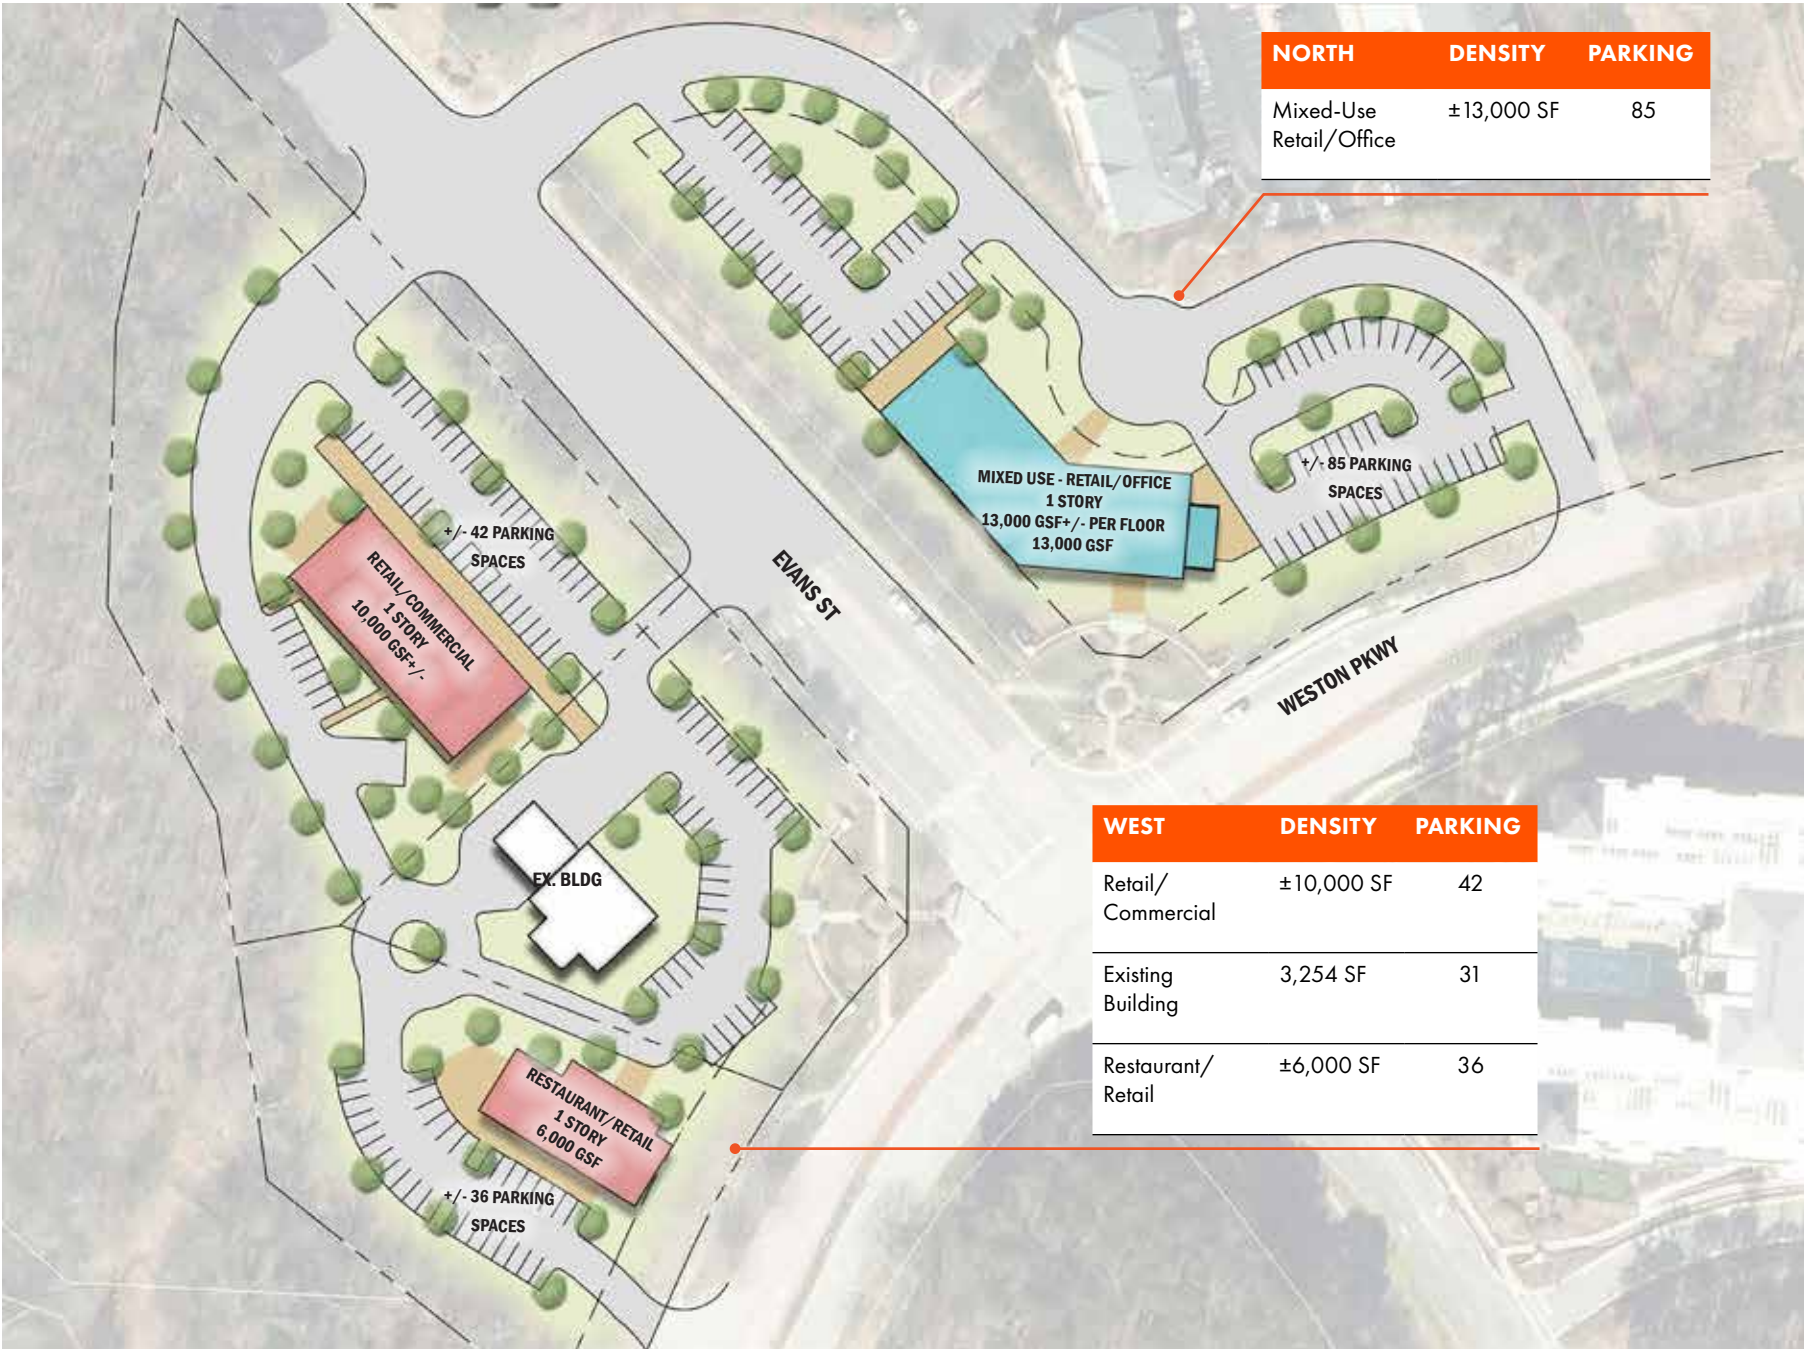 NORTH DENSITY PARKING
Mixed-Use ±13,000 SF 85
Retail/Office
+/- 85 PARKING
SPACES
MIXED USE - RETAIL/OFFICE
1 STORY
13,000 GSF+/- PER FLOOR
13,000 GSF
+/- 42 PARKING
SPACES
RETAIL/COMMERCIAL
1 STORY
10,000 GSF+/-
EVANS ST
WESTON PKWY
EX. BLDG
WEST DENSITY PARKING
Retail/ ±10,000 SF 42
Commercial
Existing 3,254 SF 31
Building
Restaurant/ ±6,000 SF 36
Retail
RESTAURANT/RETAIL
1 STORY
6,000 GSF
+/- 36 PARKING
SPACES